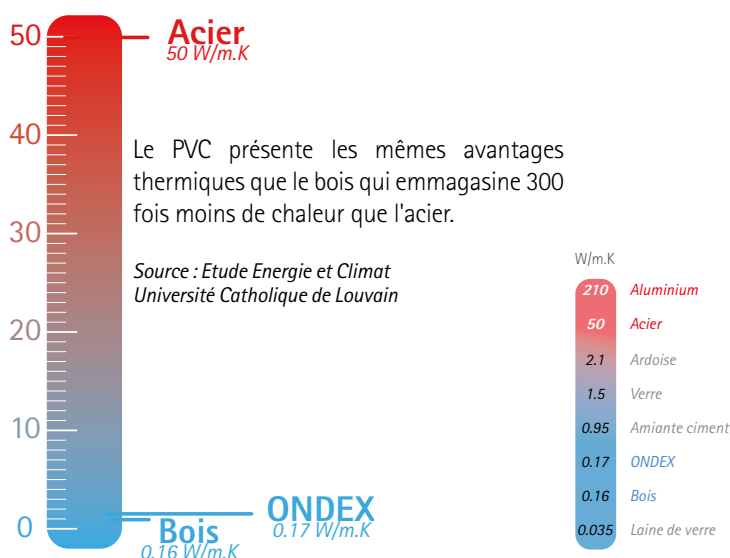 50
Acier
50 W/m.K
40
Le PVC présente les mêmes avantages
thermiques que le bois qui emmagasine 300
fois moins de chaleur que l'acier.
30
Source : Etude Energie et Climat
Université Catholique de Louvain
20
10
0
Bois
0.16 W/m.K
ONDEX
0.17 W/m.K
W/m.K
210 Aluminium
50 Acier
2.1 Ardoise
1.5 Verre
0.95 Amiante ciment
0.17 ONDEX
0.16 Bois
0.035 Laine de verre